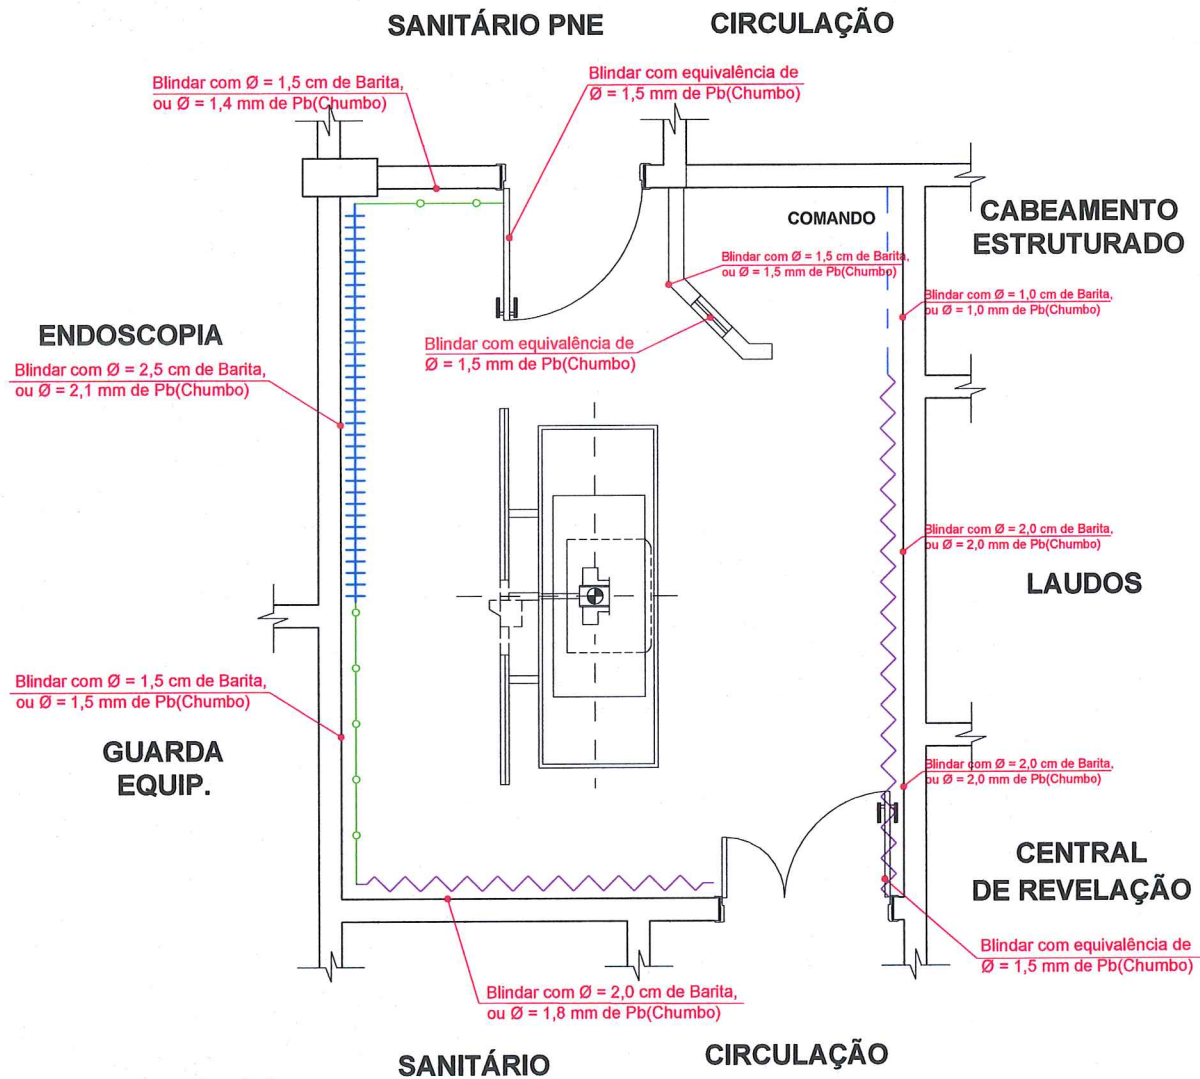 SANITÁRIO PNE
CIRCULAÇÃO
Blindar com Ø = 1,5 cm de Barita,
ou Ø = 1,4 mm de Pb(Chumbo)
Blindar com equivalência de
Ø = 1,5 mm de Pb(Chumbo)
COMANDO
CABEAMENTO
ESTRUTURADO
Blindar com Ø = 1,5 cm de Barita,
ou Ø = 1,5 mm de Pb(Chumbo)
Blindar com Ø = 1,0 cm de Barita,
ou Ø = 1,0 mm de Pb(Chumbo)
ENDOSCOPIA
Blindar com Ø = 2,5 cm de Barita,
ou Ø = 2,1 mm de Pb(Chumbo)
Blindar com equivalência de
Ø = 1,5 mm de Pb(Chumbo)
Blindar com Ø = 2,0 cm de Barita,
ou Ø = 2,0 mm de Pb(Chumbo)
LAUDOS
Blindar com Ø = 1,5 cm de Barita,
ou Ø = 1,5 mm de Pb(Chumbo)
GUARDA
EQUIP.
Blindar com Ø = 2,0 cm de Barita,
ou Ø = 2,0 mm de Pb(Chumbo)
CENTRAL
DE REVELAÇÃO
Blindar com equivalência de
Ø = 1,5 mm de Pb(Chumbo)
Blindar com Ø = 2,0 cm de Barita,
ou Ø = 1,8 mm de Pb(Chumbo)
SANITÁRIO
CIRCULAÇÃO